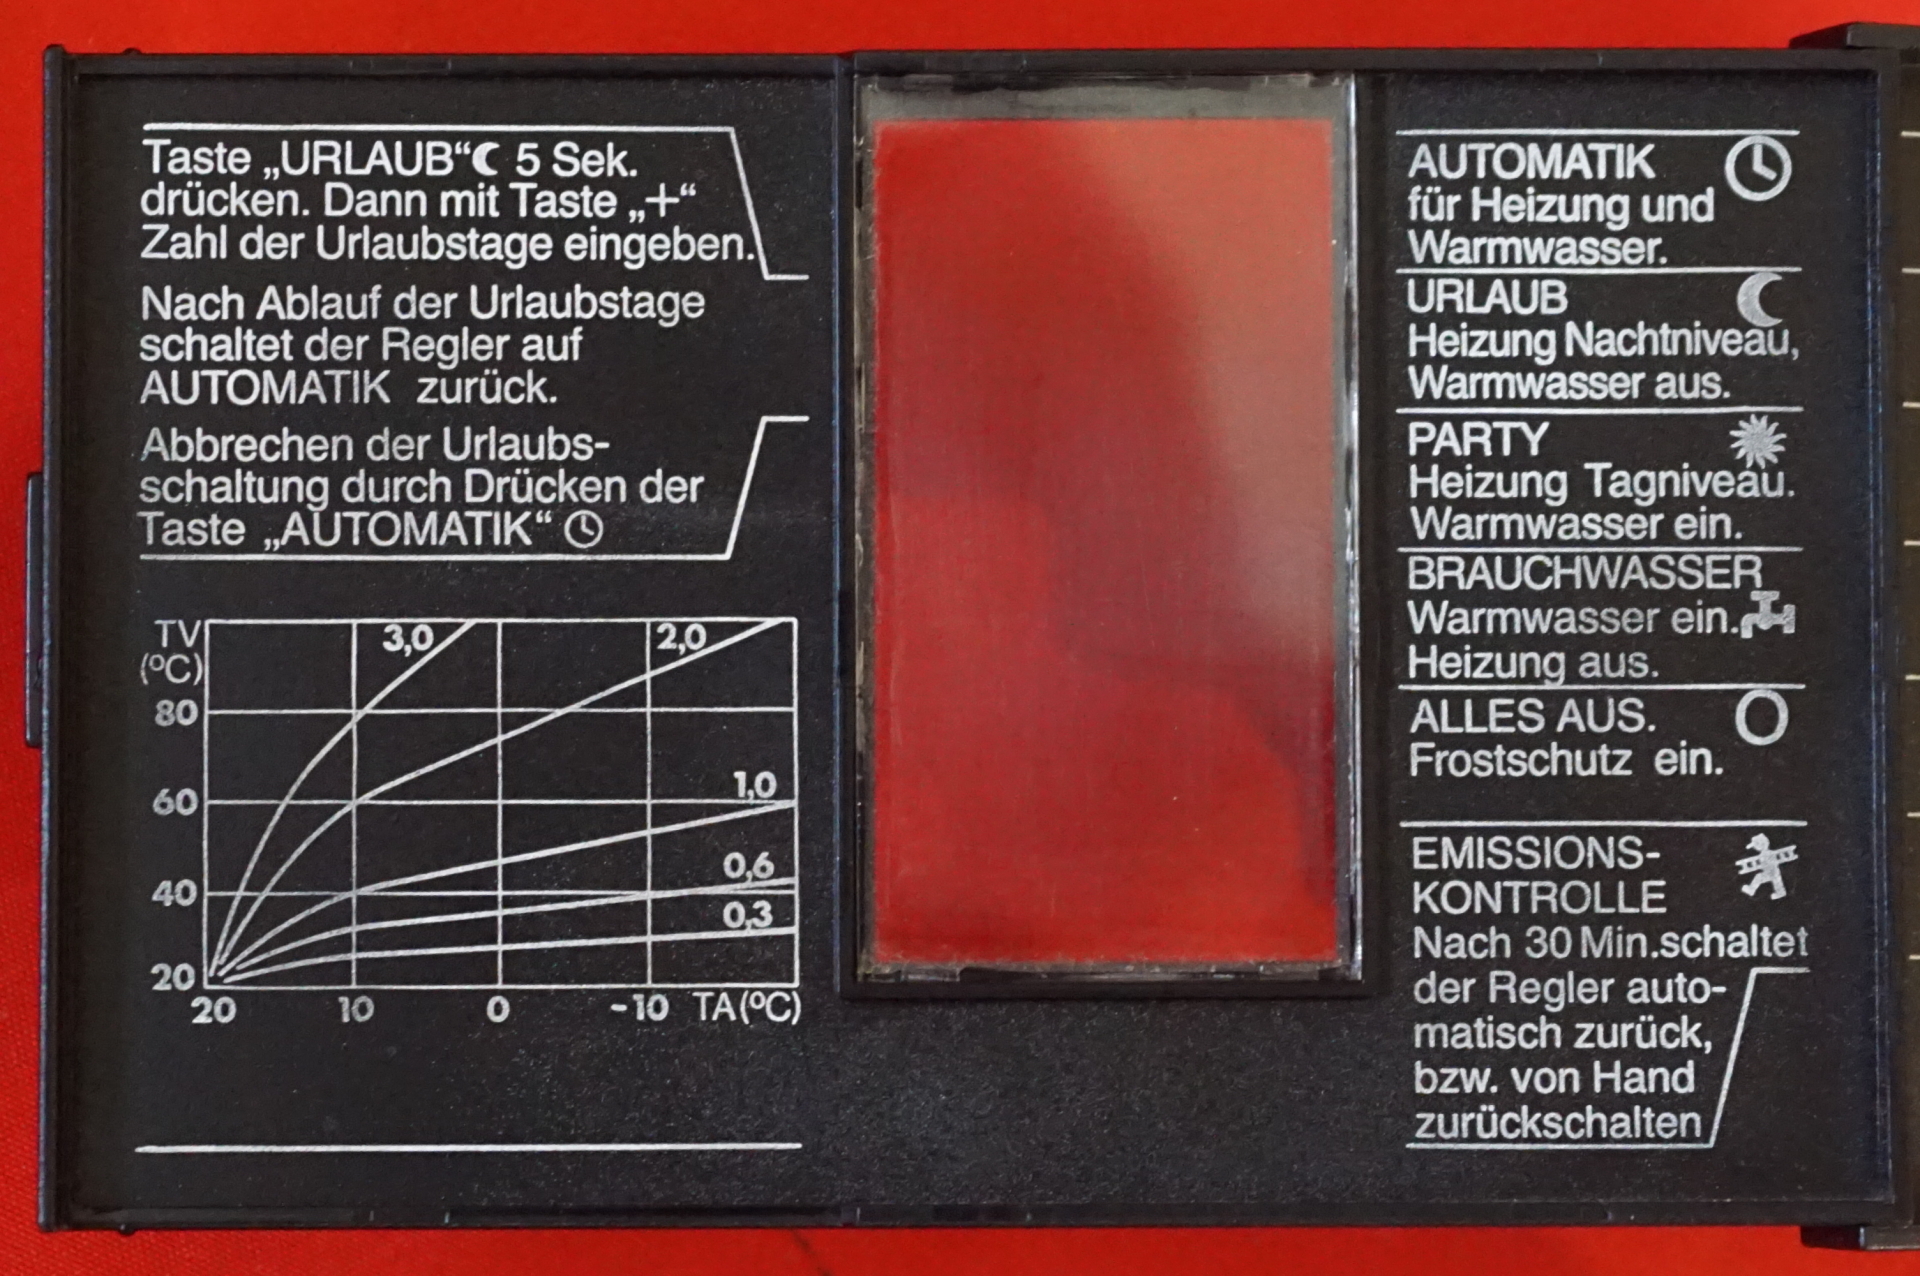 Taste „URLAUB“ 5 Sek.
drücken. Dann mit Taste „+“
Zahl der Urlaubstage eingeben.
Nach Ablauf der Urlaubstage
schaltet der Regler auf
AUTOMATIK zurück.
Abbrechen der Urlaubs-
schaltung durch Drücken der
Taste „AUTOMATIK“
TV
(°C)
80
60
40
20
3,0
2,0
1,0
0,6
0,3
20 10 0 -10 TA (°C)
AUTOMATIK
für Heizung und
Warmwasser.
URLAUB
Heizung Nachtniveau,
Warmwasser aus.
PARTY
Heizung Tagniveau.
Warmwasser ein.
BRAUCHWASSER
Warmwasser ein.
Heizung aus.
ALLES AUS.
Frostschutz ein.
EMISSIONS-
KONTROLLE
Nach 30 Min. schaltet
der Regler auto-
matisch zurück,
bzw. von Hand
zurückschalten